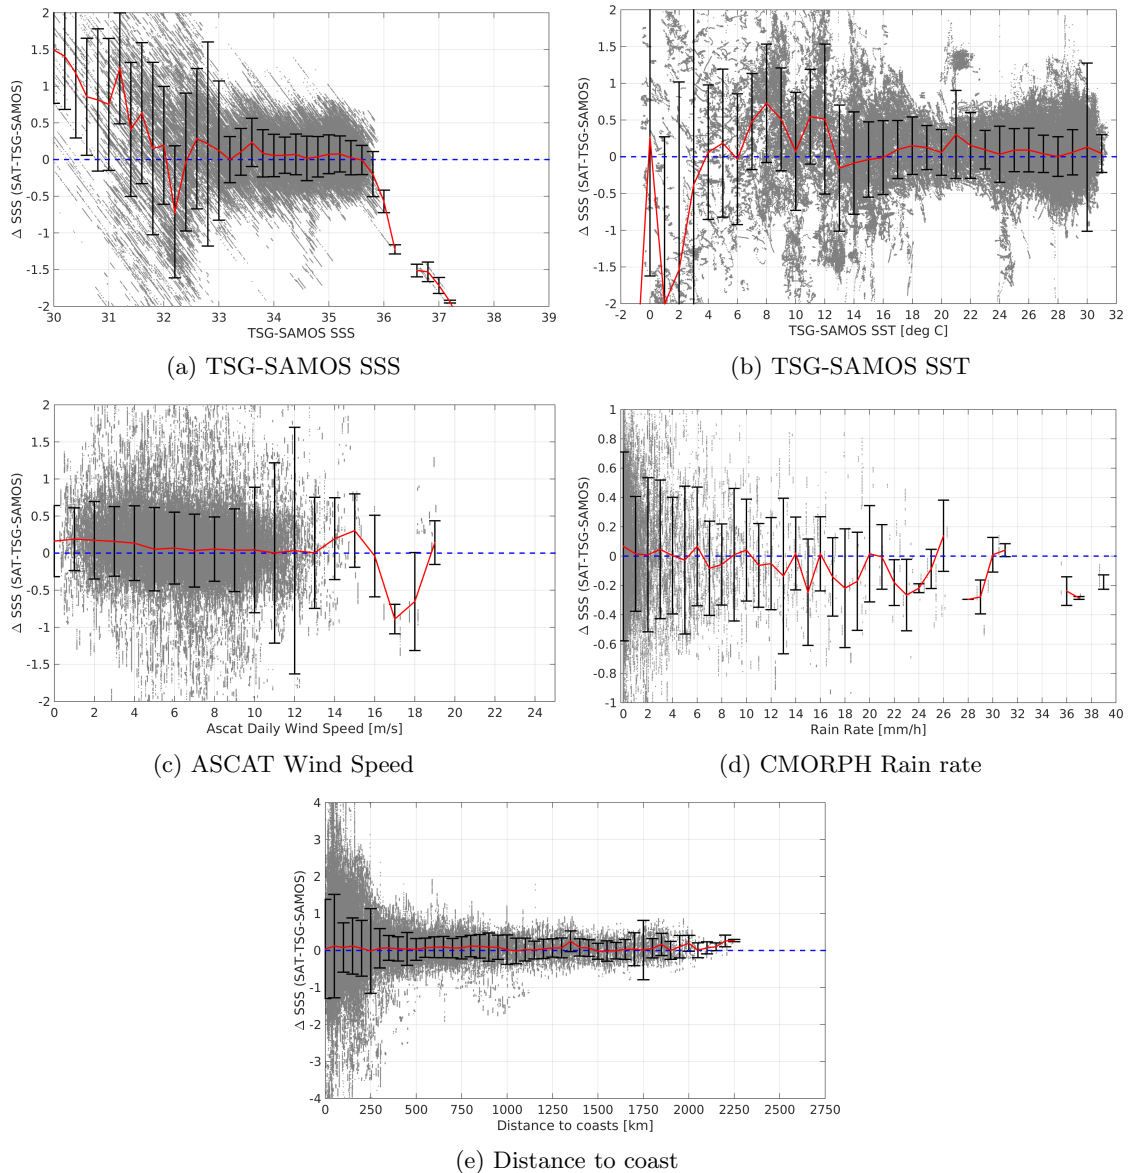 2
1.5
1
0.5
0
-0.5
-1
-1.5
-2
Δ SSS (SAT-TSG-SAMOS)
30 31 32 33 34 35 36 37 38 39
TSG-SAMOS SSS
(a) TSG-SAMOS SSS
2
1.5
1
0.5
0
-0.5
-1
-1.5
-2
Δ SSS (SAT-TSG-SAMOS)
-2 0 2 4 6 8 10 12 14 16 18 20 22 24 26 28 30 32
TSG-SAMOS SST [deg C]
(b) TSG-SAMOS SST
2
1.5
1
0.5
0
-0.5
-1
-1.5
-2
Δ SSS (SAT-TSG-SAMOS)
0 2 4 6 8 10 12 14 16 18 20 22 24
Ascat Daily Wind Speed [m/s]
(c) ASCAT Wind Speed
1
0.8
0.6
0.4
0.2
0
-0.2
-0.4
-0.6
-0.8
-1
Δ SSS (SAT-TSG-SAMOS)
0 2 4 6 8 10 12 14 16 18 20 22 24 26 28 30 32 34 36 38 40
Rain Rate [mm/h]
(d) CMORPH Rain rate
4
3
2
1
0
-1
-2
-3
-4
Δ SSS (SAT-TSG-SAMOS)
0 250 500 750 1000 1250 1500 1750 2000 2250 2500 2750
Distance to coasts [km]
(e) Distance to coast